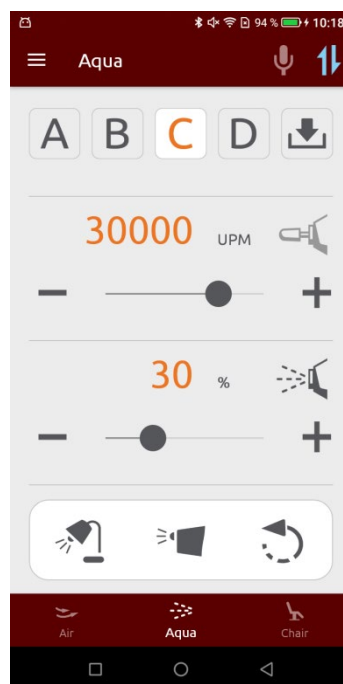 94 % 10:18
Aqua
A B C D
30000 UPM
30 %
Air Aqua Chair